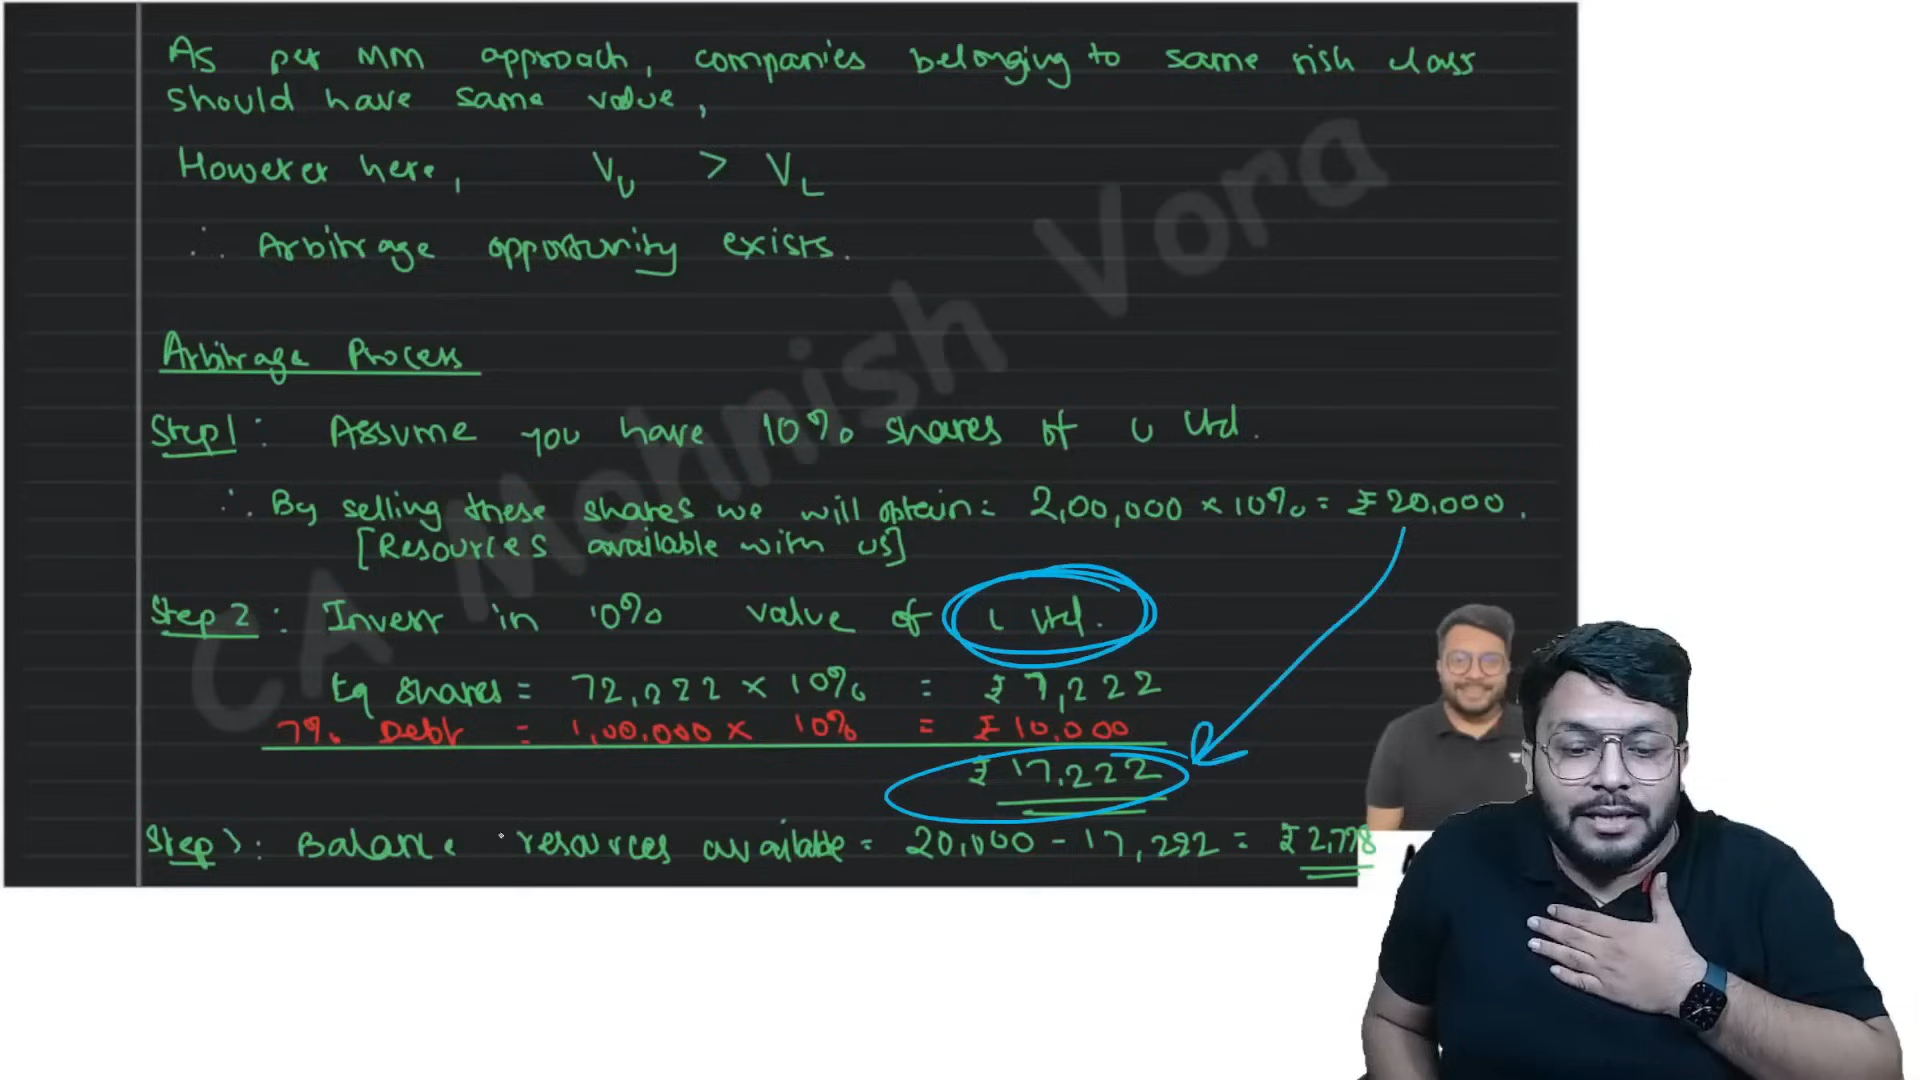 As per MM approach, companies belonging to same risk class
should have same value,
However here, VU > VL
∴ Arbitrage opportunity exists.
Arbitrage Process
Step 1: Assume you have 10% shares of U Ltd.
∴ By selling these shares we will obtain = 2,00,000 × 10% = ₹20,000.
[Resources available with us]
Step 2: Invest in 10% value of L Ltd.
Eq shares = 72,222 × 10% = ₹7,222
7% Debt = 1,00,000 × 10% = ₹10,000
₹17,222
Step 3: Balance resources available = 20,000 - 17,222 = ₹2,778
CA Mohnish Vora